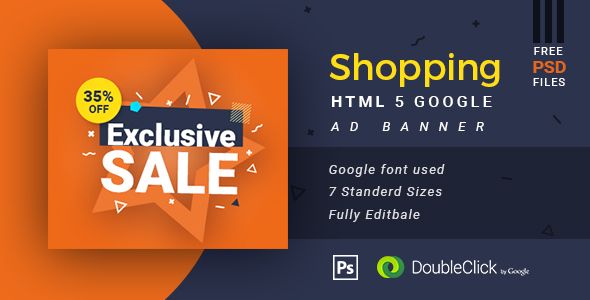 35%
OFF
Exclusive
SALE
Shopping
HTML 5 GOOGLE
AD BANNER
FREE
PSD
FILES
Google font used
7 Standerd Sizes
Fully Editbale
Ps
DoubleClick by Google